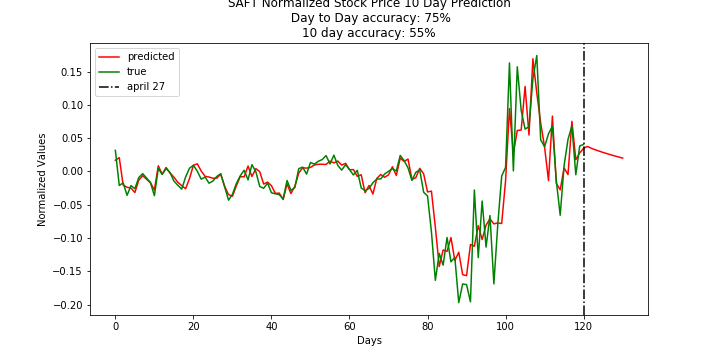 SAFT Normalized Stock Price 10 Day Prediction
Day to Day accuracy: 75%
10 day accuracy: 55%
predicted
true
april 27
0.15
0.10
0.05
0.00
−0.05
−0.10
−0.15
−0.20
Normalized Values
0 20 40 60 80 100 120
Days